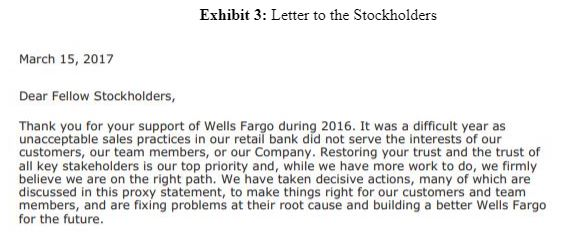 Exhibit 3: Letter to the Stockholders
March 15, 2017
Dear Fellow Stockholders,
Thank you for your support of Wells Fargo during 2016. It was a difficult year as
unacceptable sales practices in our retail bank did not serve the interests of our
customers, our team members, or our Company. Restoring your trust and the trust of
all key stakeholders is our top priority and, while we have more work to do, we firmly
believe we are on the right path. We have taken decisive actions, many of which are
discussed in this proxy statement, to make things right for our customers and team
members, and are fixing problems at their root cause and building a better Wells Fargo
for the future.